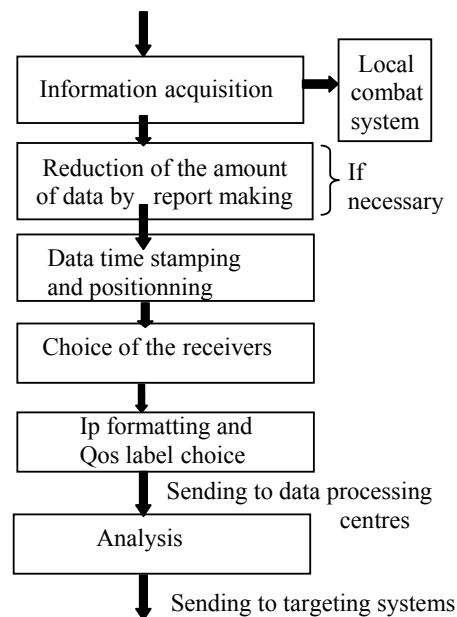 Information acquisition
Local
combat
system
Reduction of the amount
of data by report making
If
necessary
Data time stamping
and positionning
Choice of the receivers
Ip formatting and
Qos label choice
Sending to data processing
centres
Analysis
Sending to targeting systems